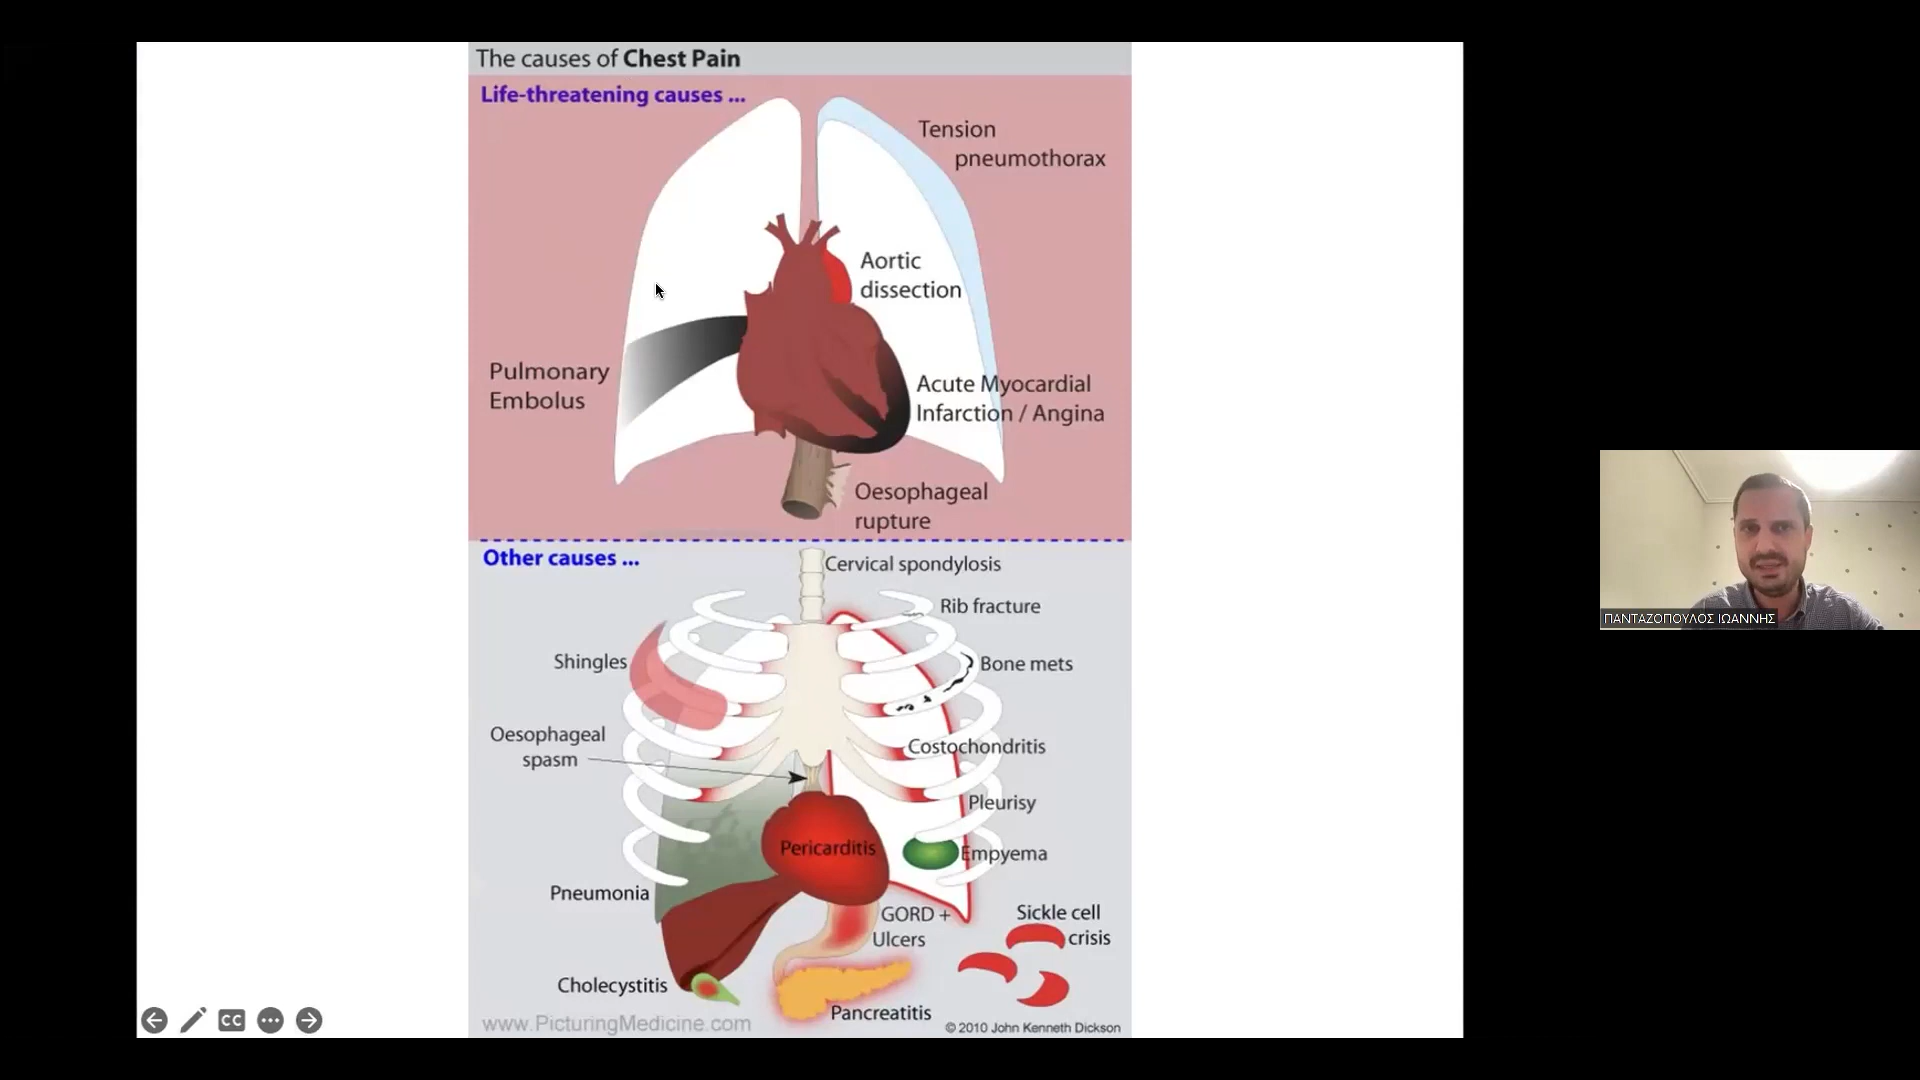 The causes of Chest Pain
Life-threatening causes ...
Tension
pneumothorax
Aortic
dissection
Pulmonary
Embolus
Acute Myocardial
Infarction / Angina
Oesophageal
rupture
Other causes ...
Cervical spondylosis
Rib fracture
Shingles
Bone mets
Oesophageal
spasm
Costochondritis
Pleurisy
Pericarditis
Empyema
Pneumonia
GORD +
Ulcers
Sickle cell
crisis
Cholecystitis
Pancreatitis
www.PicturingMedicine.com
© 2010 John Kenneth Dickson
CC
ΠΑΝΤΑΖΟΠΟΥΛΟΣ ΙΩΑΝΝΗΣ